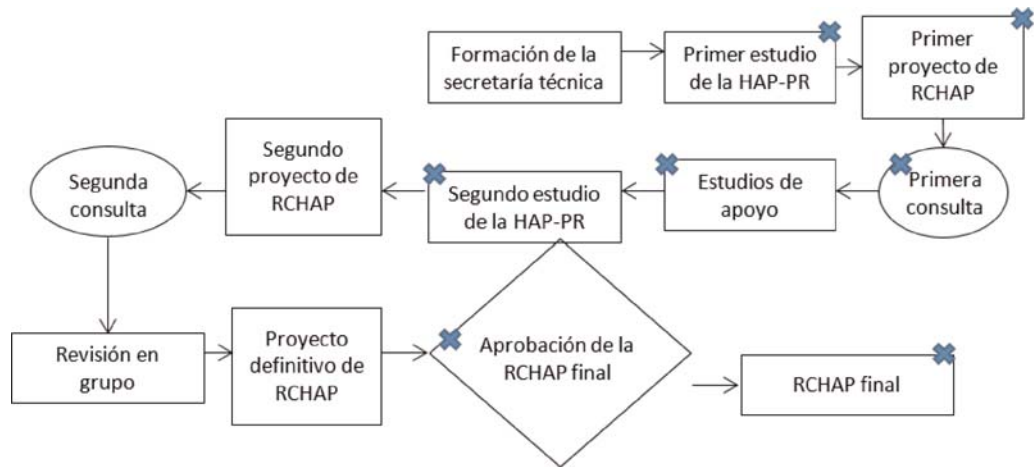 Formación de la
secretaría técnica
Primer estudio
de la HAP-PR
Primer
proyecto de
RCHAP
Primera
consulta
Estudios de
apoyo
Segundo estudio
de la HAP-PR
Segundo
proyecto de
RCHAP
Segunda
consulta
Revisión en
grupo
Proyecto
definitivo de
RCHAP
Aprobación de la
RCHAP final
RCHAP final